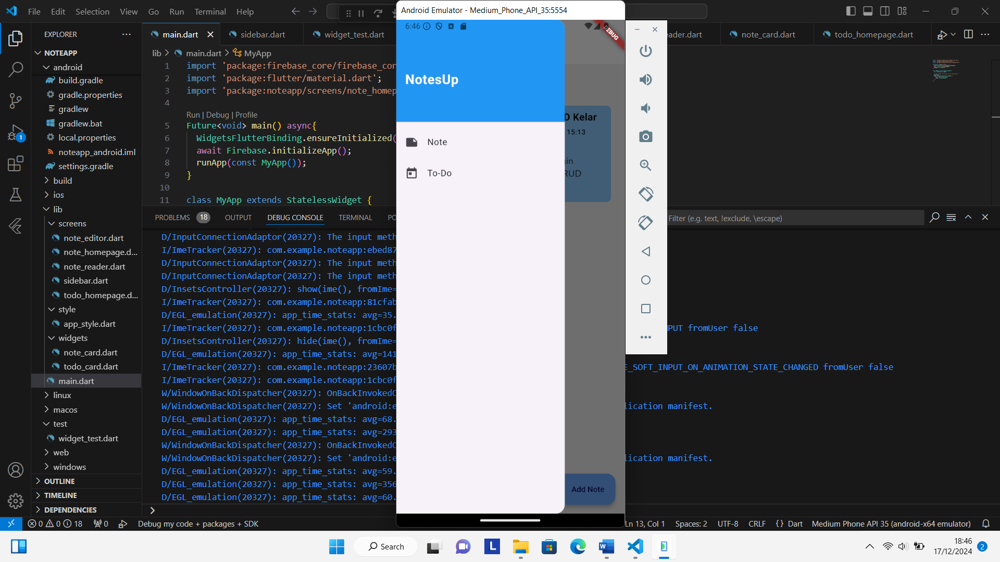 File Edit Selection View Go Run Terminal Help
Android Emulator - Medium_Phone_API_35:5554
EXPLORER
main.dart
sidebar.dart
widget_test.dart
eader.dart
note_card.dart
todo_homepage.dart
NOTEAPP
android
build.gradle
gradle.properties
gradlew
gradlew.bat
local.properties
noteapp_android.iml
settings.gradle
build
ios
lib
screens
note_editor.dart
note_homepage.d...
note_reader.dart
sidebar.dart
todo_homepage.d...
style
app_style.dart
widgets
note_card.dart
todo_card.dart
main.dart
linux
macos
test
widget_test.dart
web
windows
OUTLINE
TIMELINE
DEPENDENCIES
1
lib > main.dart > MyApp
1 import 'package:firebase_core/firebase_cor
2 import 'package:flutter/material.dart';
3 import 'package:noteapp/screens/note_homep
4
Run | Debug | Profile
5 Future<void> main() async{
6 WidgetsFlutterBinding.ensureInitialized(
7 await Firebase.initializeApp();
8 runApp(const MyApp());
9 }
10
11 class MyApp extends StatelessWidget {
PROBLEMS 18 OUTPUT DEBUG CONSOLE TERMINAL PO
Filter (e.g. text, !exclude, \escape)
D/InputConnectionAdaptor(20327): The input meth
I/ImeTracker(20327): com.example.noteapp:ebed87
D/InputConnectionAdaptor(20327): The input meth
D/InputConnectionAdaptor(20327): The input meth
D/InsetsController(20327): show(ime(), fromIme=
I/ImeTracker(20327): com.example.noteapp:81cfab
D/EGL_emulation(20327): app_time_stats: avg=35.
I/ImeTracker(20327): com.example.noteapp:1cbc0f PUT fromUser false
D/InsetsController(20327): hide(ime(), fromIme=
D/EGL_emulation(20327): app_time_stats: avg=141
I/ImeTracker(20327): com.example.noteapp:23607b E_SOFT_INPUT_ON_ANIMATION_STATE_CHANGED fromUser false
I/ImeTracker(20327): com.example.noteapp:1cbc0f
W/WindowOnBackDispatcher(20327): OnBackInvokedC
W/WindowOnBackDispatcher(20327): Set 'android:e lication manifest.
D/EGL_emulation(20327): app_time_stats: avg=68.
D/EGL_emulation(20327): app_time_stats: avg=293
W/WindowOnBackDispatcher(20327): OnBackInvokedC
W/WindowOnBackDispatcher(20327): Set 'android:e lication manifest.
D/EGL_emulation(20327): app_time_stats: avg=59.
D/EGL_emulation(20327): app_time_stats: avg=356
D/EGL_emulation(20327): app_time_stats: avg=60.
6:46
DEBUG
NotesUp
Note
To-Do
D Kelar
15:13
in
RUD
Add Note
0 0 18 0 Debug my code + packages + SDK Ln 13, Col 1 Spaces: 2 UTF-8 CRLF {} Dart Medium Phone API 35 (android-x64 emulator)
Search
18:46
17/12/2024
2